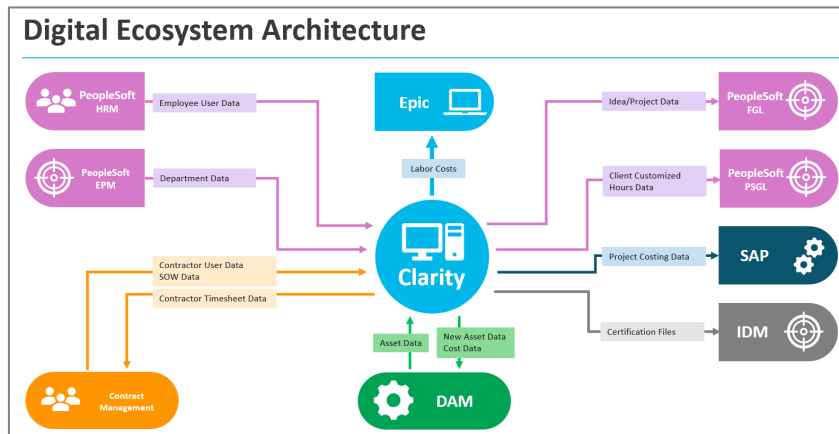 Digital Ecosystem Architecture
PeopleSoft
HRM
Employee User Data
Epic
Idea/Project Data
PeopleSoft
FGL
PeopleSoft
EPM
Department Data
Labor Costs
Client Customized
Hours Data
PeopleSoft
PSGL
Clarity
Contractor User Data
SOW Data
Contractor Timesheet Data
Project Costing Data
SAP
Asset Data
New Asset Data
Cost Data
Certification Files
IDM
Contract
Management
DAM